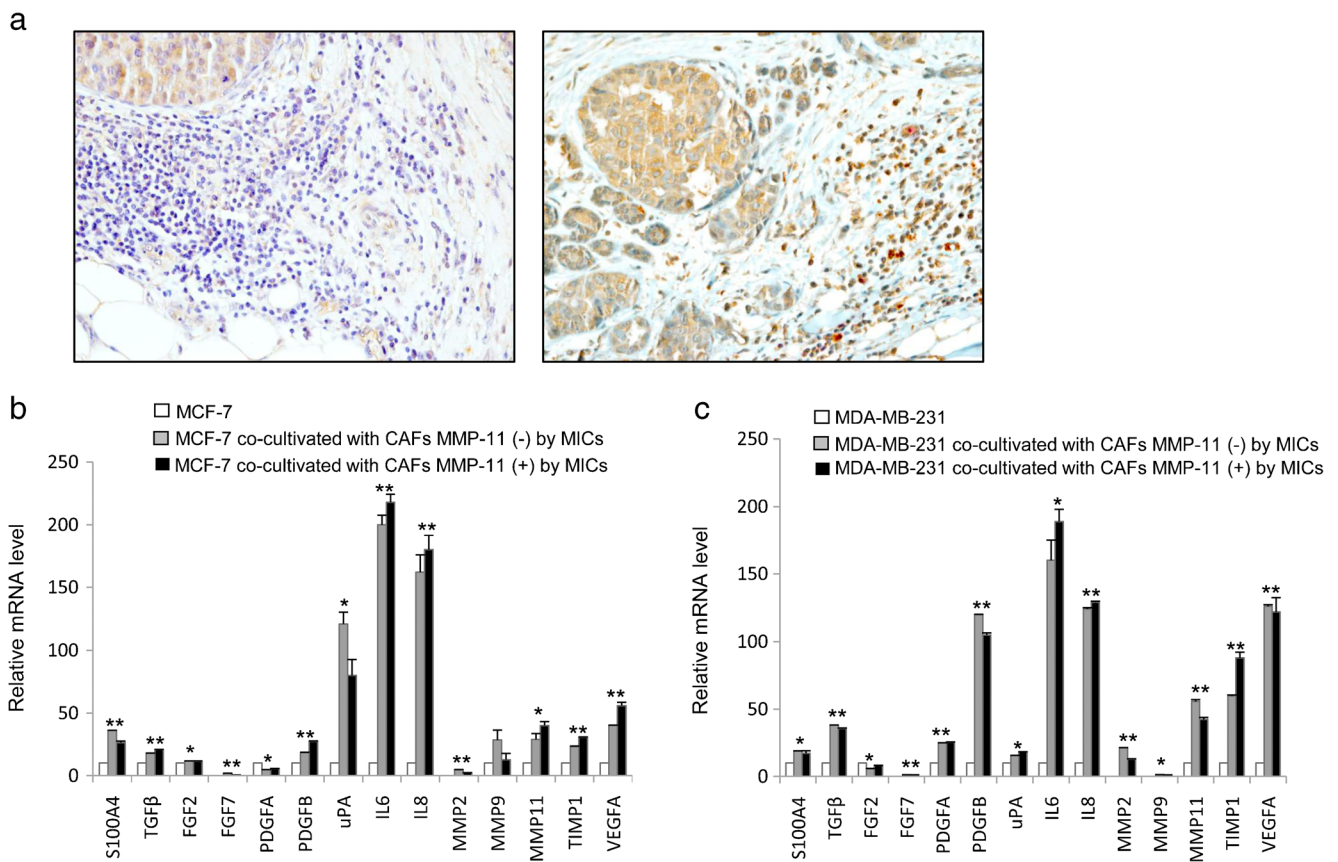 a
b
MCF-7
MCF-7 co-cultivated with CAFs MMP-11 (-) by MICs
MCF-7 co-cultivated with CAFs MMP-11 (+) by MICs
Relative mRNA level
250
200
150
100
50
0
** ** * ** * ** * ** ** ** * ** **
S100A4
TGFβ
FGF2
FGF7
PDGFA
PDGFB
uPA
IL6
IL8
MMP2
MMP9
MMP11
TIMP1
VEGFA
c
MDA-MB-231
MDA-MB-231 co-cultivated with CAFs MMP-11 (-) by MICs
MDA-MB-231 co-cultivated with CAFs MMP-11 (+) by MICs
Relative mRNA level
250
200
150
100
50
0
* ** * ** ** ** * * ** ** * ** ** **
S100A4
TGFβ
FGF2
FGF7
PDGFA
PDGFB
uPA
IL6
IL8
MMP2
MMP9
MMP11
TIMP1
VEGFA